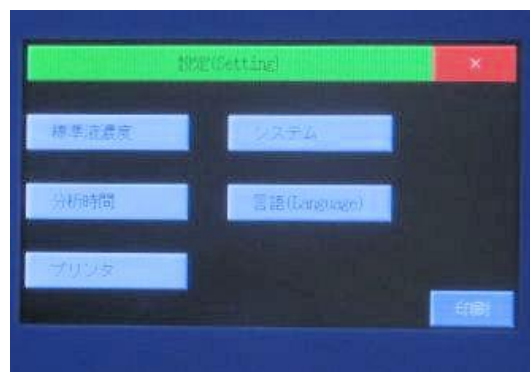 設定(Setting)
×
標準液濃度
システム
分析時間
言語(Language)
プリンタ
印刷